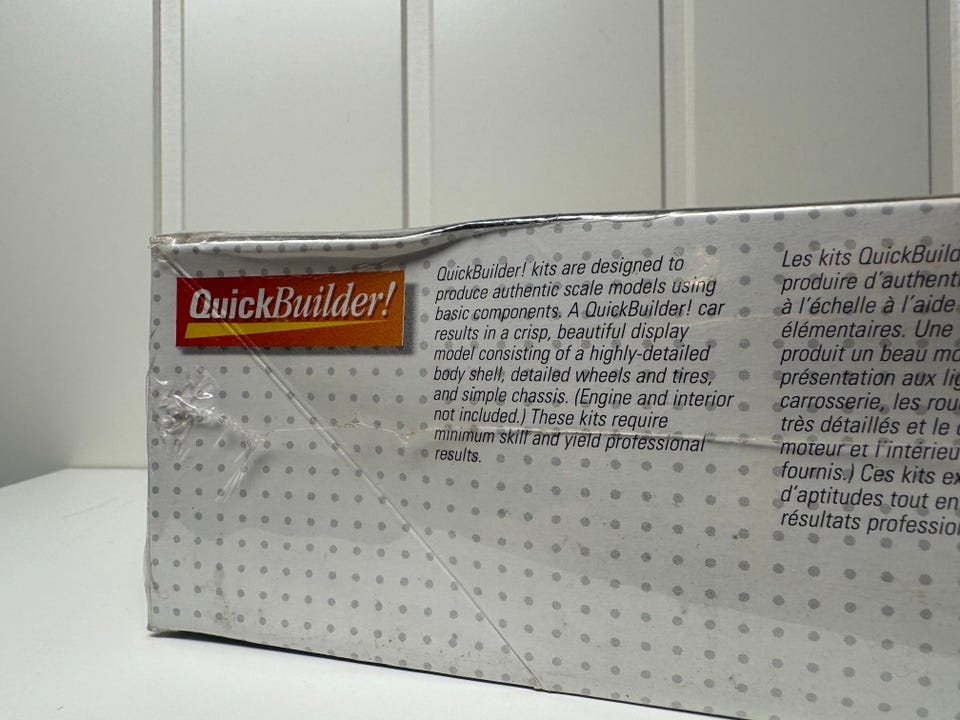 QuickBuilder!
QuickBuilder! kits are designed to
produce authentic scale models using
basic components. A QuickBuilder! car
results in a crisp, beautiful display
model consisting of a highly-detailed
body shell, detailed wheels and tires,
and simple chassis. (Engine and interior
not included.) These kits require
minimum skill and yield professional
results.
Les kits QuickBuild
produire d'authenti
à l'échelle à l'aide
élémentaires. Une
produit un beau mo
présentation aux lig
carrosserie, les rou
très détaillés et le
moteur et l'intérieu
fournis.) Ces kits ex
d'aptitudes tout en
résultats profession